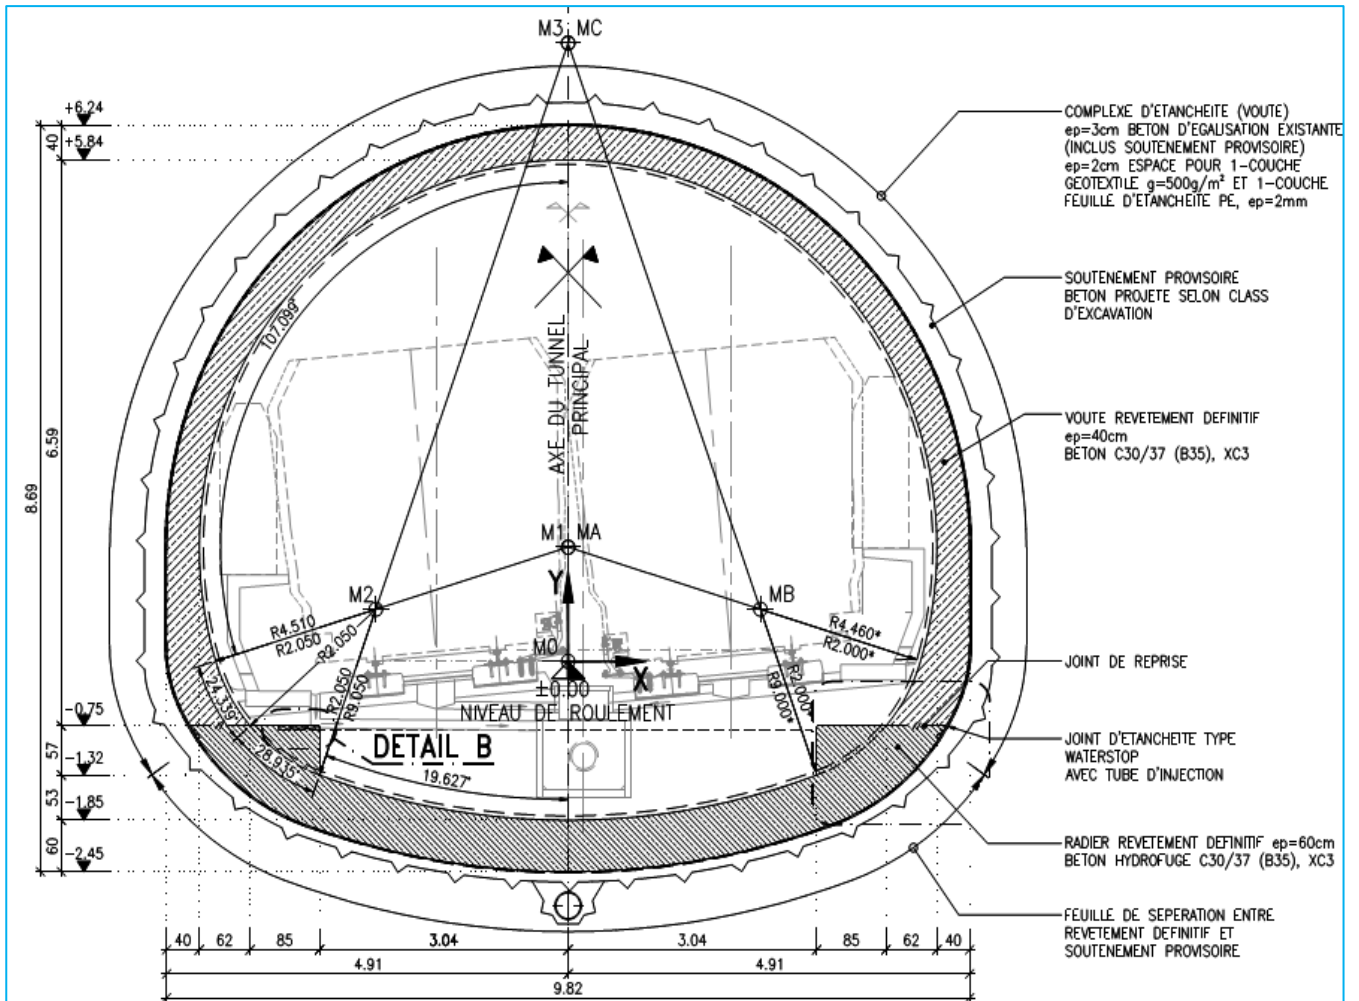 M3 MC
+6.24
40
+5.84
6.59
8.69
-0.75
57
-1.32
53
-1.85
60
-2.45
107.099°
AXE DU TUNNEL
PRINCIPAL
M1 MA
Y
M2
MB
R4.510
R2.050
R2.050
R4.460*
R2.000*
M0
X
±0.00
NIVEAU DE ROULEMENT
R2.050
R9.050
R2.000*
R9.000*
24.339°
28.935°
DETAIL B
19.627°
40
62
85
3.04
3.04
85
62
40
4.91
4.91
9.82
COMPLEXE D'ETANCHEITE (VOUTE)
ep=3cm BETON D'EGALISATION EXISTANTE
(INCLUS SOUTENEMENT PROVISOIRE)
ep=2cm ESPACE POUR 1-COUCHE
GEOTEXTILE g=500g/m² ET 1-COUCHE
FEUILLE D'ETANCHEITE PE, ep=2mm
SOUTENEMENT PROVISOIRE
BETON PROJETE SELON CLASS
D'EXCAVATION
VOUTE REVETEMENT DEFINITIF
ep=40cm
BETON C30/37 (B35), XC3
JOINT DE REPRISE
JOINT D'ETANCHEITE TYPE
WATERSTOP
AVEC TUBE D'INJECTION
RADIER REVETEMENT DEFINITIF ep=60cm
BETON HYDROFUGE C30/37 (B35), XC3
FEUILLE DE SEPERATION ENTRE
REVETEMENT DEFINITIF ET
SOUTENEMENT PROVISOIRE